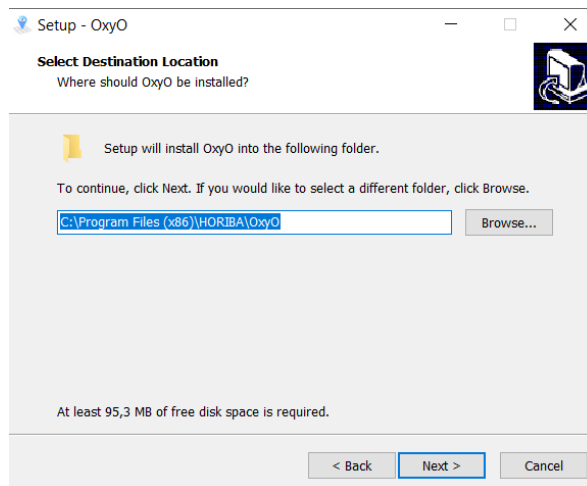 Setup - OxyO
Select Destination Location
Where should OxyO be installed?
Setup will install OxyO into the following folder.
To continue, click Next. If you would like to select a different folder, click Browse.
C:\Program Files (x86)\HORIBA\OxyO
Browse...
At least 95,3 MB of free disk space is required.
< Back
Next >
Cancel